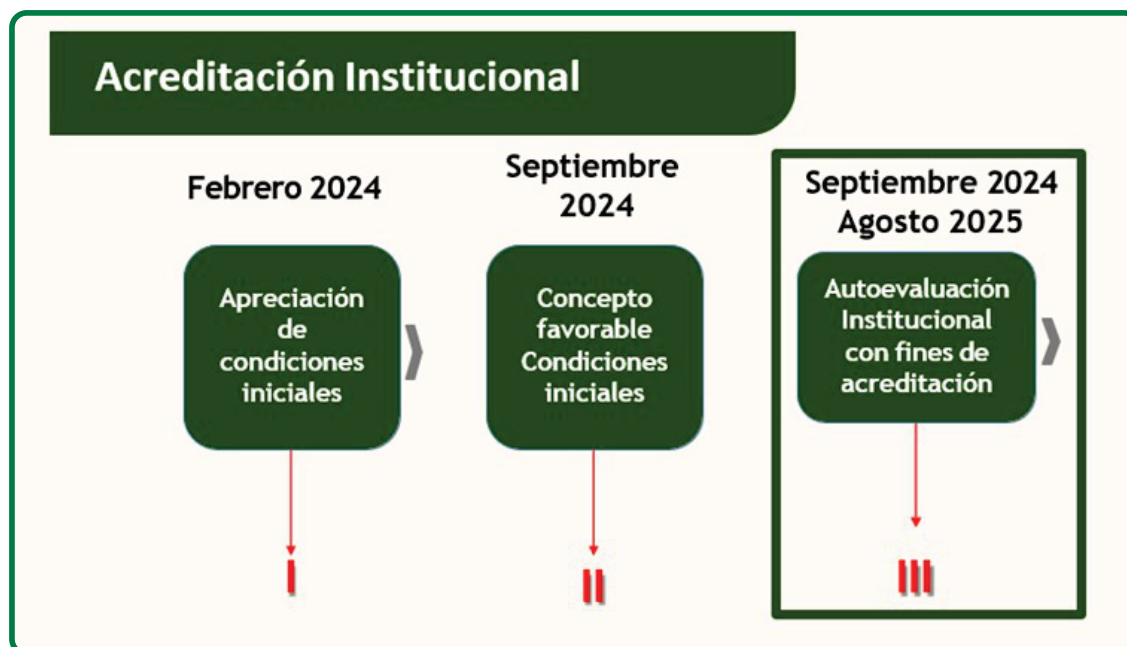 Acreditación Institucional
Febrero 2024
Apreciación
de
condiciones
iniciales
I
Septiembre
2024
Concepto
favorable
Condiciones
iniciales
II
Septiembre 2024
Agosto 2025
Autoevaluación
Institucional
con fines de
acreditación
III